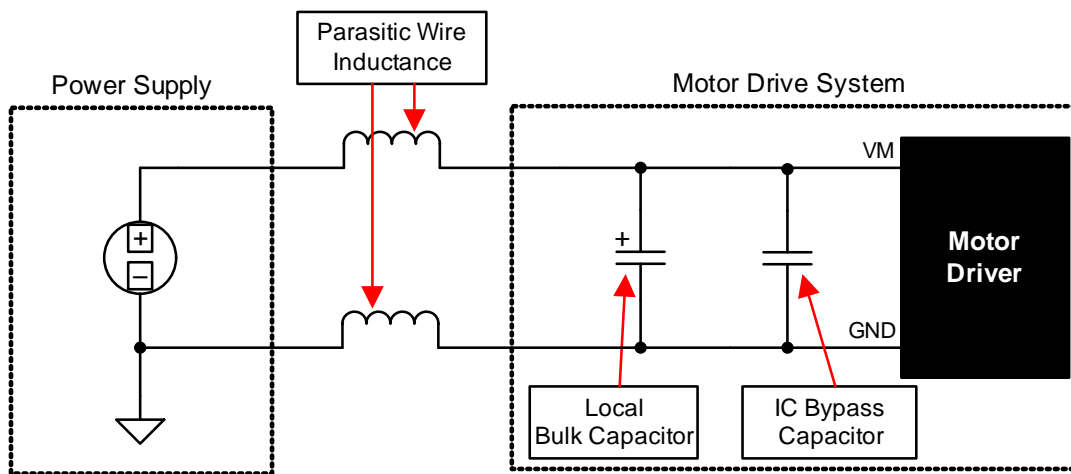 Parasitic Wire
Inductance
Power Supply
Motor Drive System
VM
+
−
+
Motor
Driver
GND
Local
Bulk Capacitor
IC Bypass
Capacitor